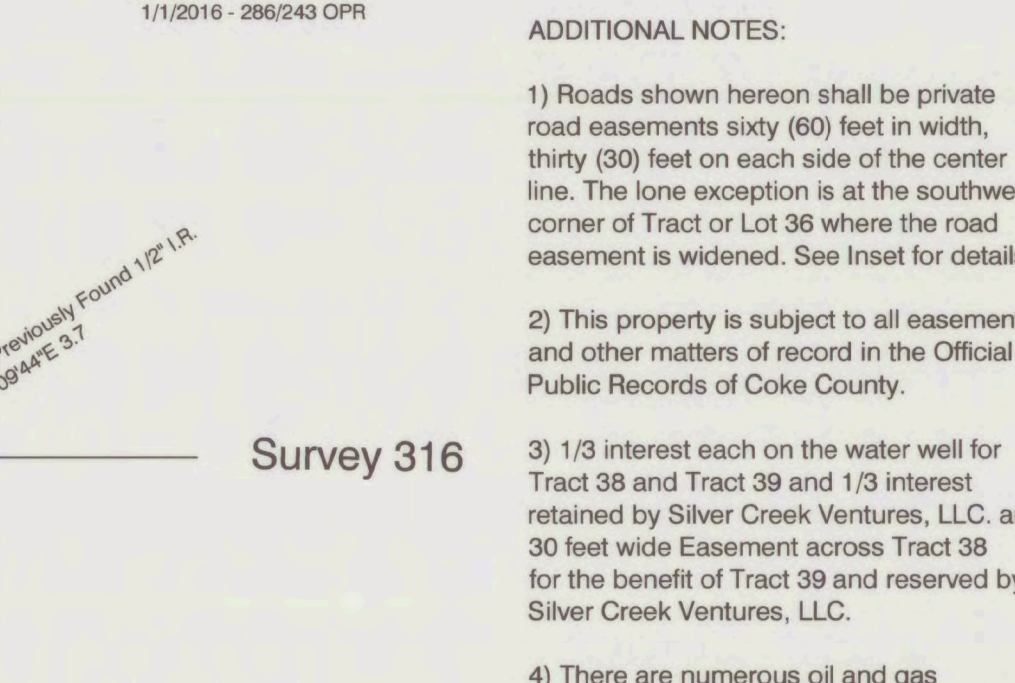 1/1/2016 - 286/243 OPR
Found 1/2" I.R.
09'44"E 3.7
Survey 316
ADDITIONAL NOTES:
1) Roads shown hereon shall be private
road easements sixty (60) feet in width,
thirty (30) feet on each side of the center
line. The lone exception is at the southwe
corner of Tract or Lot 36 where the road
easement is widened. See Inset for detail
2) This property is subject to all easemen
and other matters of record in the Official
Public Records of Coke County.
3) 1/3 interest each on the water well for
Tract 38 and Tract 39 and 1/3 interest
retained by Silver Creek Ventures, LLC. a
30 feet wide Easement across Tract 38
for the benefit of Tract 39 and reserved by
Silver Creek Ventures, LLC.
4) There are numerous oil and gas